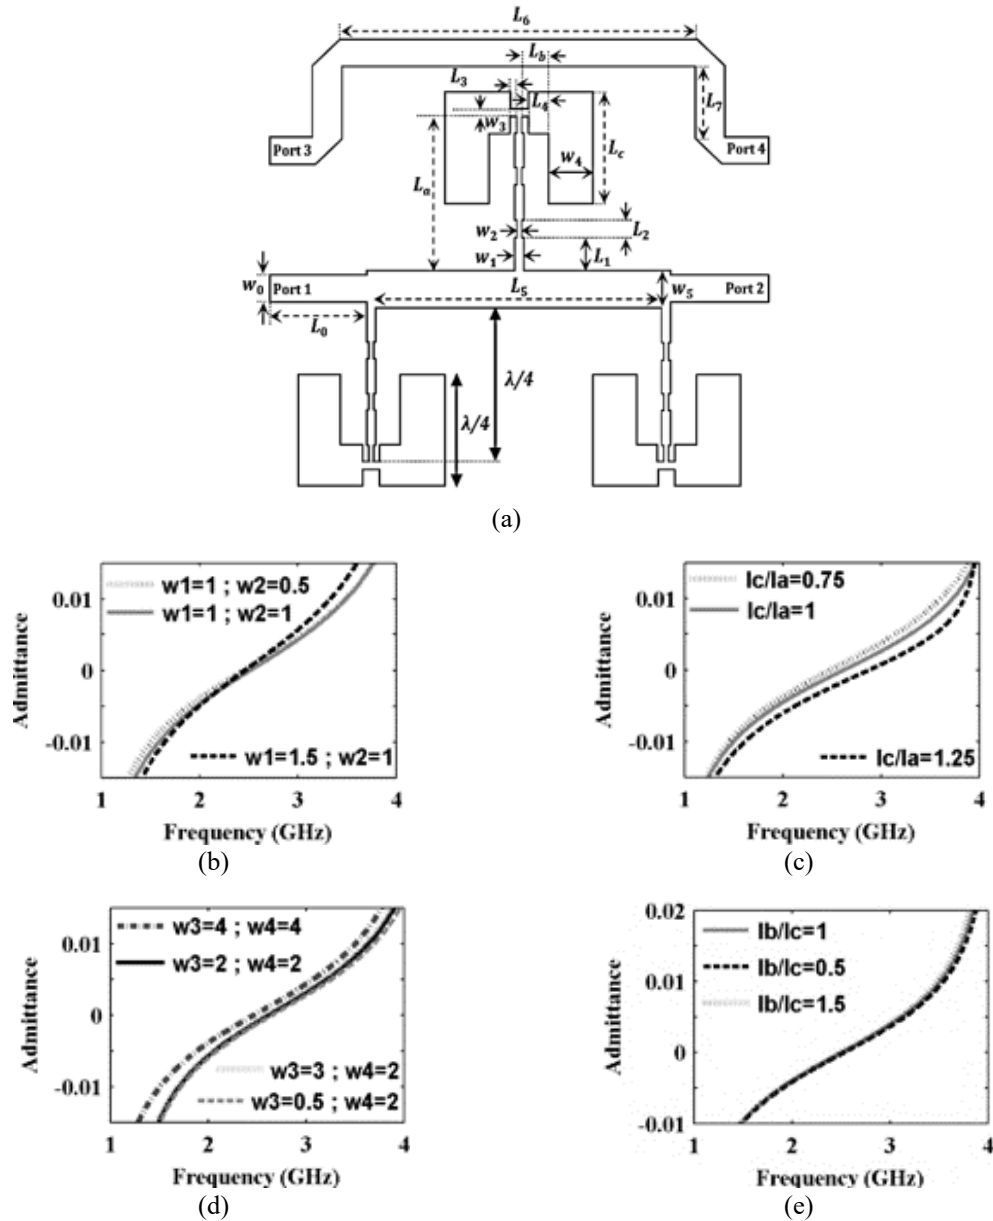 L6
Lb
L3
L4
L7
w3
Port 3
Port 4
Lc
w4
La
w2
L2
w1
L1
w0
Port 1
L5
w5
Port 2
L0
λ/4
λ/4
(a)
w1=1 ; w2=0.5
w1=1 ; w2=1
w1=1.5 ; w2=1
0.01
0
-0.01
Admittance
1 2 3 4
Frequency (GHz)
(b)
lc/la=0.75
lc/la=1
lc/la=1.25
0.01
0
-0.01
Admittance
1 2 3 4
Frequency (GHz)
(c)
w3=4 ; w4=4
w3=2 ; w4=2
w3=3 ; w4=2
w3=0.5 ; w4=2
0.01
0
-0.01
Admittance
1 2 3 4
Frequency (GHz)
(d)
lb/lc=1
lb/lc=0.5
lb/lc=1.5
0.02
0.01
0
-0.01
Admittance
1 2 3 4
Frequency (GHz)
(e)